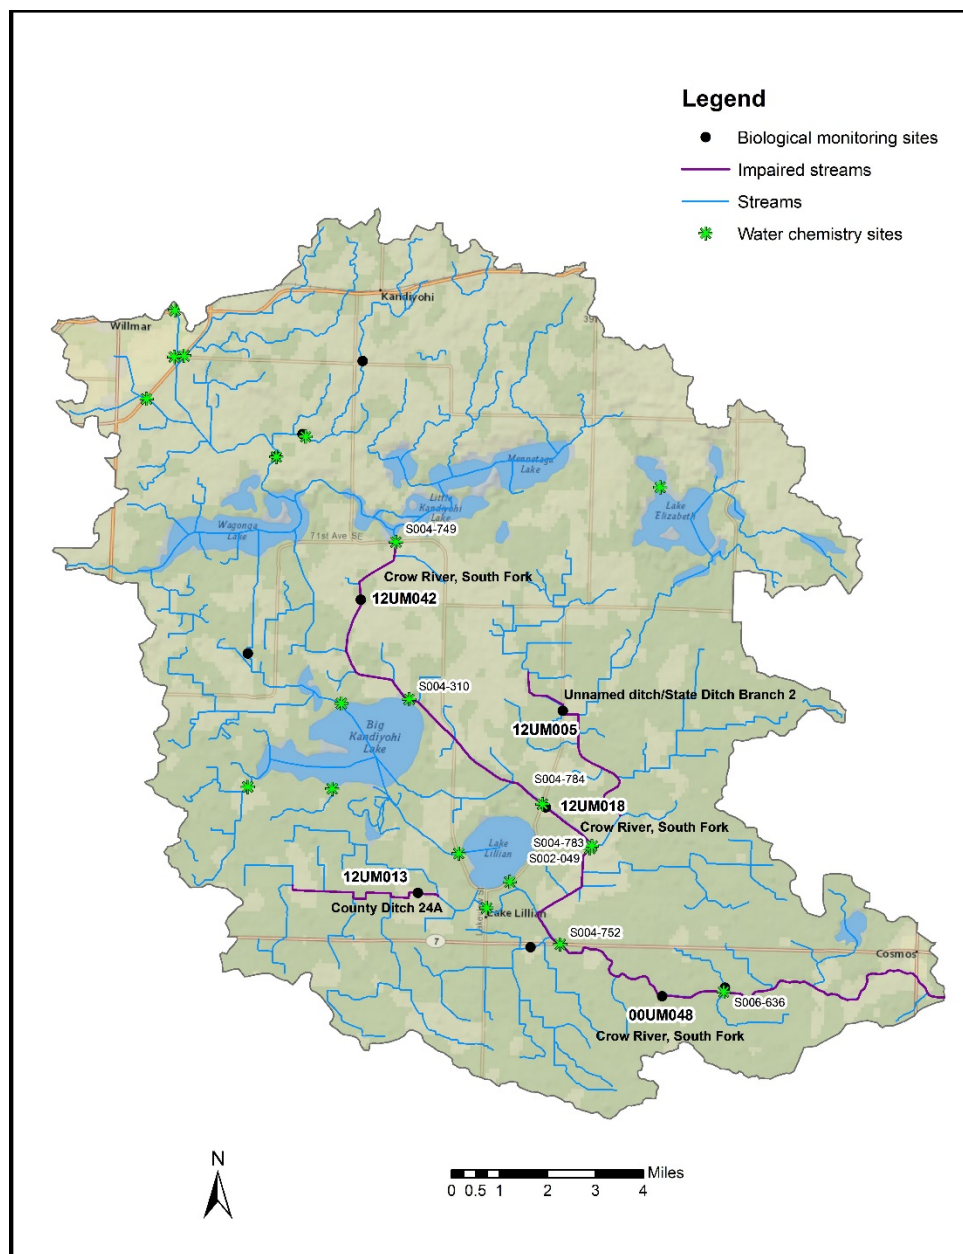 Legend
Biological monitoring sites
Impaired streams
Streams
Water chemistry sites
Kandiyohi
Willmar
Mennetaga
Lake
Little
Kandiyohi
Lake
Lake
Elizabeth
Wagonga
Lake
71st Ave SE
S004-749
Crow River, South Fork
12UM042
S004-310
Unnamed ditch/State Ditch Branch 2
12UM005
Big
Kandiyohi
Lake
S004-784
12UM018
Crow River, South Fork
S004-783
S002-049
Lake
Lillian
12UM013
County Ditch 24A
Lake Lillian
7
S004-752
Cosmos
S006-636
00UM048
Crow River, South Fork
N
Miles
0 0.5 1 2 3 4